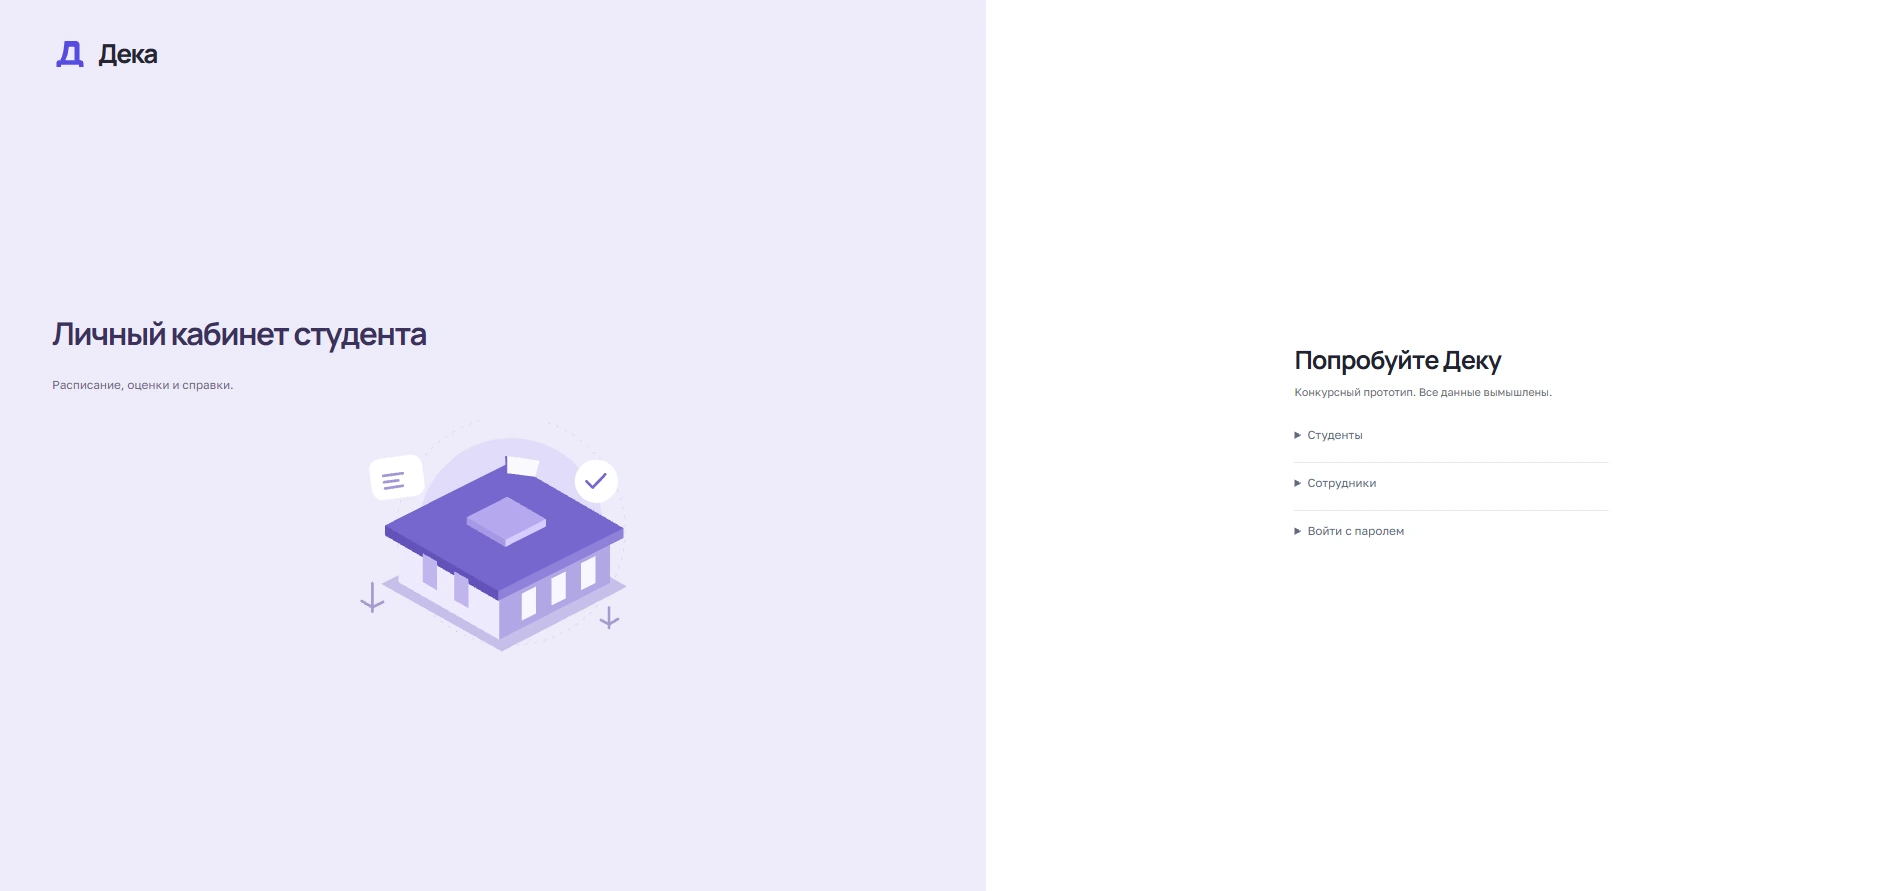 Дека
Личный кабинет студента
Расписание, оценки и справки.
Попробуйте Деку
Конкурсный прототип. Все данные вымышлены.
Студенты
Сотрудники
Войти с паролем